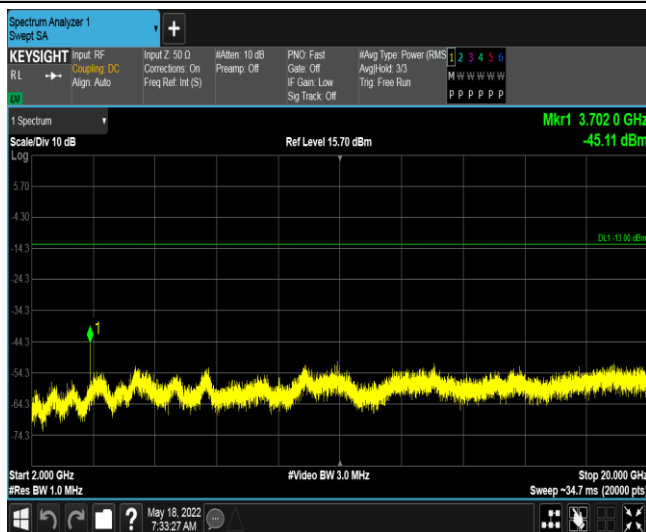 Spectrum Analyzer 1
Swept SA
+
KEYSIGHT Input: RF Input Z: 50 Ω #Atten: 10 dB PNO: Fast #Avg Type: Power (RMS 1 2 3 4 5 6
RL Coupling: DC Corrections: On Preamp: Off Gate: Off Avg|Hold: 3/3 M W W W W W
Align: Auto Freq Ref: Int (S) IF Gain: Low Trig: Free Run
Sig Track: Off P P P P P P
1 Spectrum Mkr1 3.702 0 GHz
Scale/Div 10 dB Ref Level 15.70 dBm -45.11 dBm
Log
5.70
-4.30
DL1 -13.00 dBm
-14.3
-24.3
-34.3
1
-44.3
-54.3
-64.3
-74.3
Start 2.000 GHz #Video BW 3.0 MHz Stop 20.000 GHz
#Res BW 1.0 MHz Sweep ~34.7 ms (20000 pts)
? May 18, 2022
7:33:27 AM